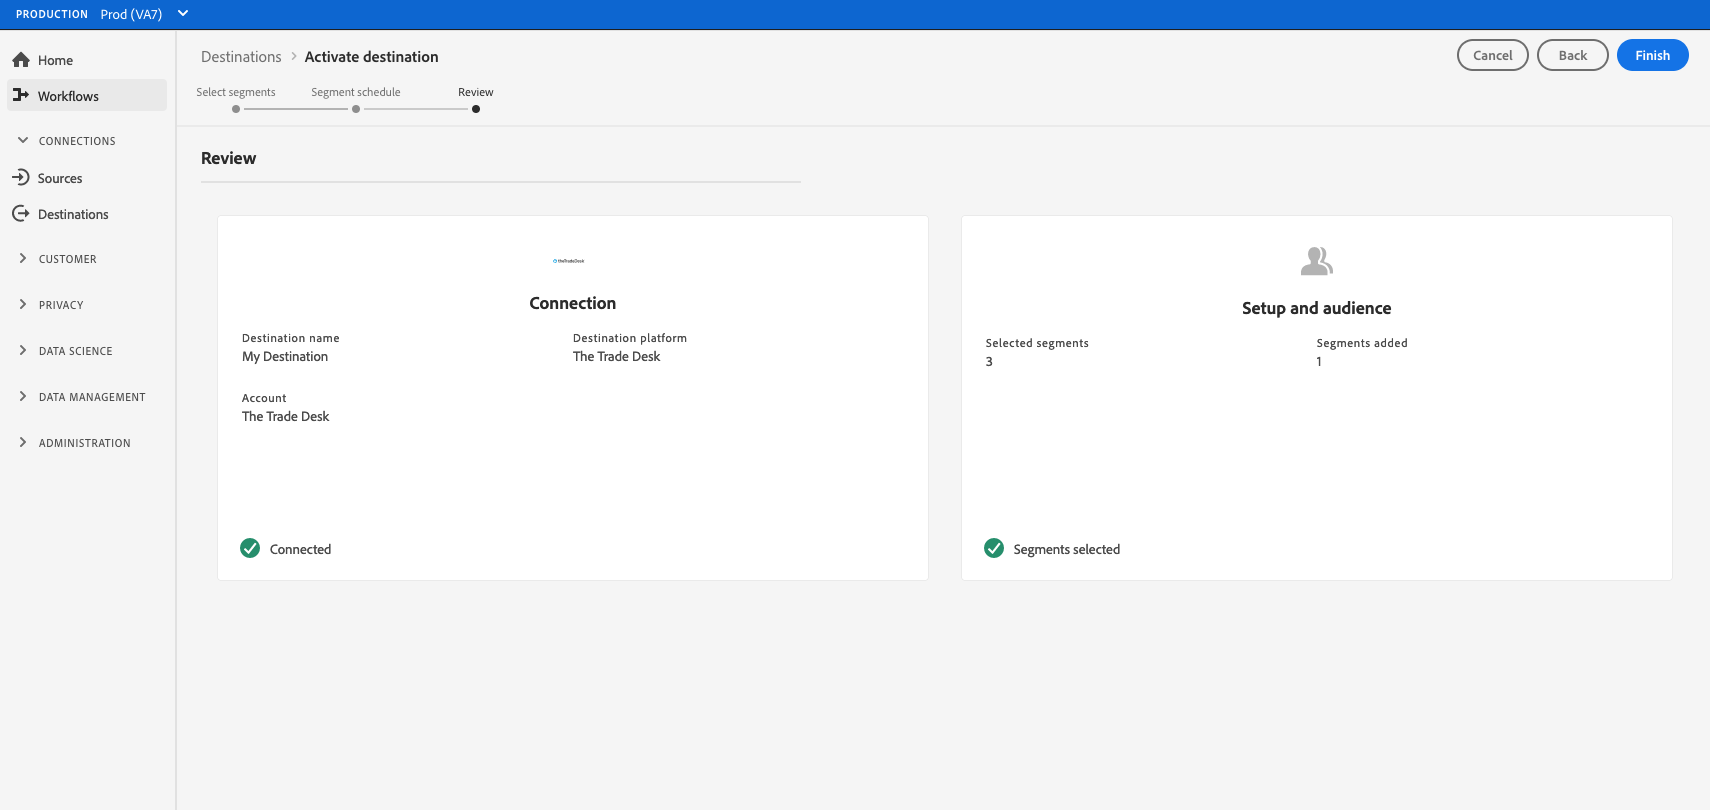 PRODUCTION Prod (VA7)
Home
Workflows
CONNECTIONS
Sources
Destinations
CUSTOMER
PRIVACY
DATA SCIENCE
DATA MANAGEMENT
ADMINISTRATION
Destinations > Activate destination
Cancel Back Finish
Select segments Segment schedule Review
Review
theTradeDesk
Connection
Destination name Destination platform
My Destination The Trade Desk
Account
The Trade Desk
Connected
Setup and audience
Selected segments Segments added
3 1
Segments selected